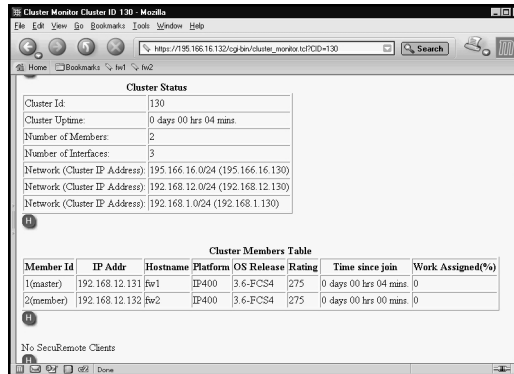 Cluster Monitor Cluster ID 130 - Mozilla
File Edit View Go Bookmarks Tools Window Help
https://195.166.16.132/cgi-bin/cluster_monitor.tcl?CID=130 Search
Home Bookmarks fw1 fw2
Cluster Status
Cluster Id: 130
Cluster Uptime: 0 days 00 hrs 04 mins.
Number of Members: 2
Number of Interfaces: 3
Network (Cluster IP Address): 195.166.16.0/24 (195.166.16.130)
Network (Cluster IP Address): 192.168.12.0/24 (192.168.12.130)
Network (Cluster IP Address): 192.168.1.0/24 (192.168.1.130)
H
Cluster Members Table
Member Id IP Addr Hostname Platform OS Release Rating Time since join Work Assigned(%)
1(master) 192.168.12.131 fw1 IP400 3.6-FCS4 275 0 days 00 hrs 04 mins. 0
2(member) 192.168.12.132 fw2 IP400 3.6-FCS4 275 0 days 00 hrs 00 mins. 0
H
No SecuRemote Clients
H
Done